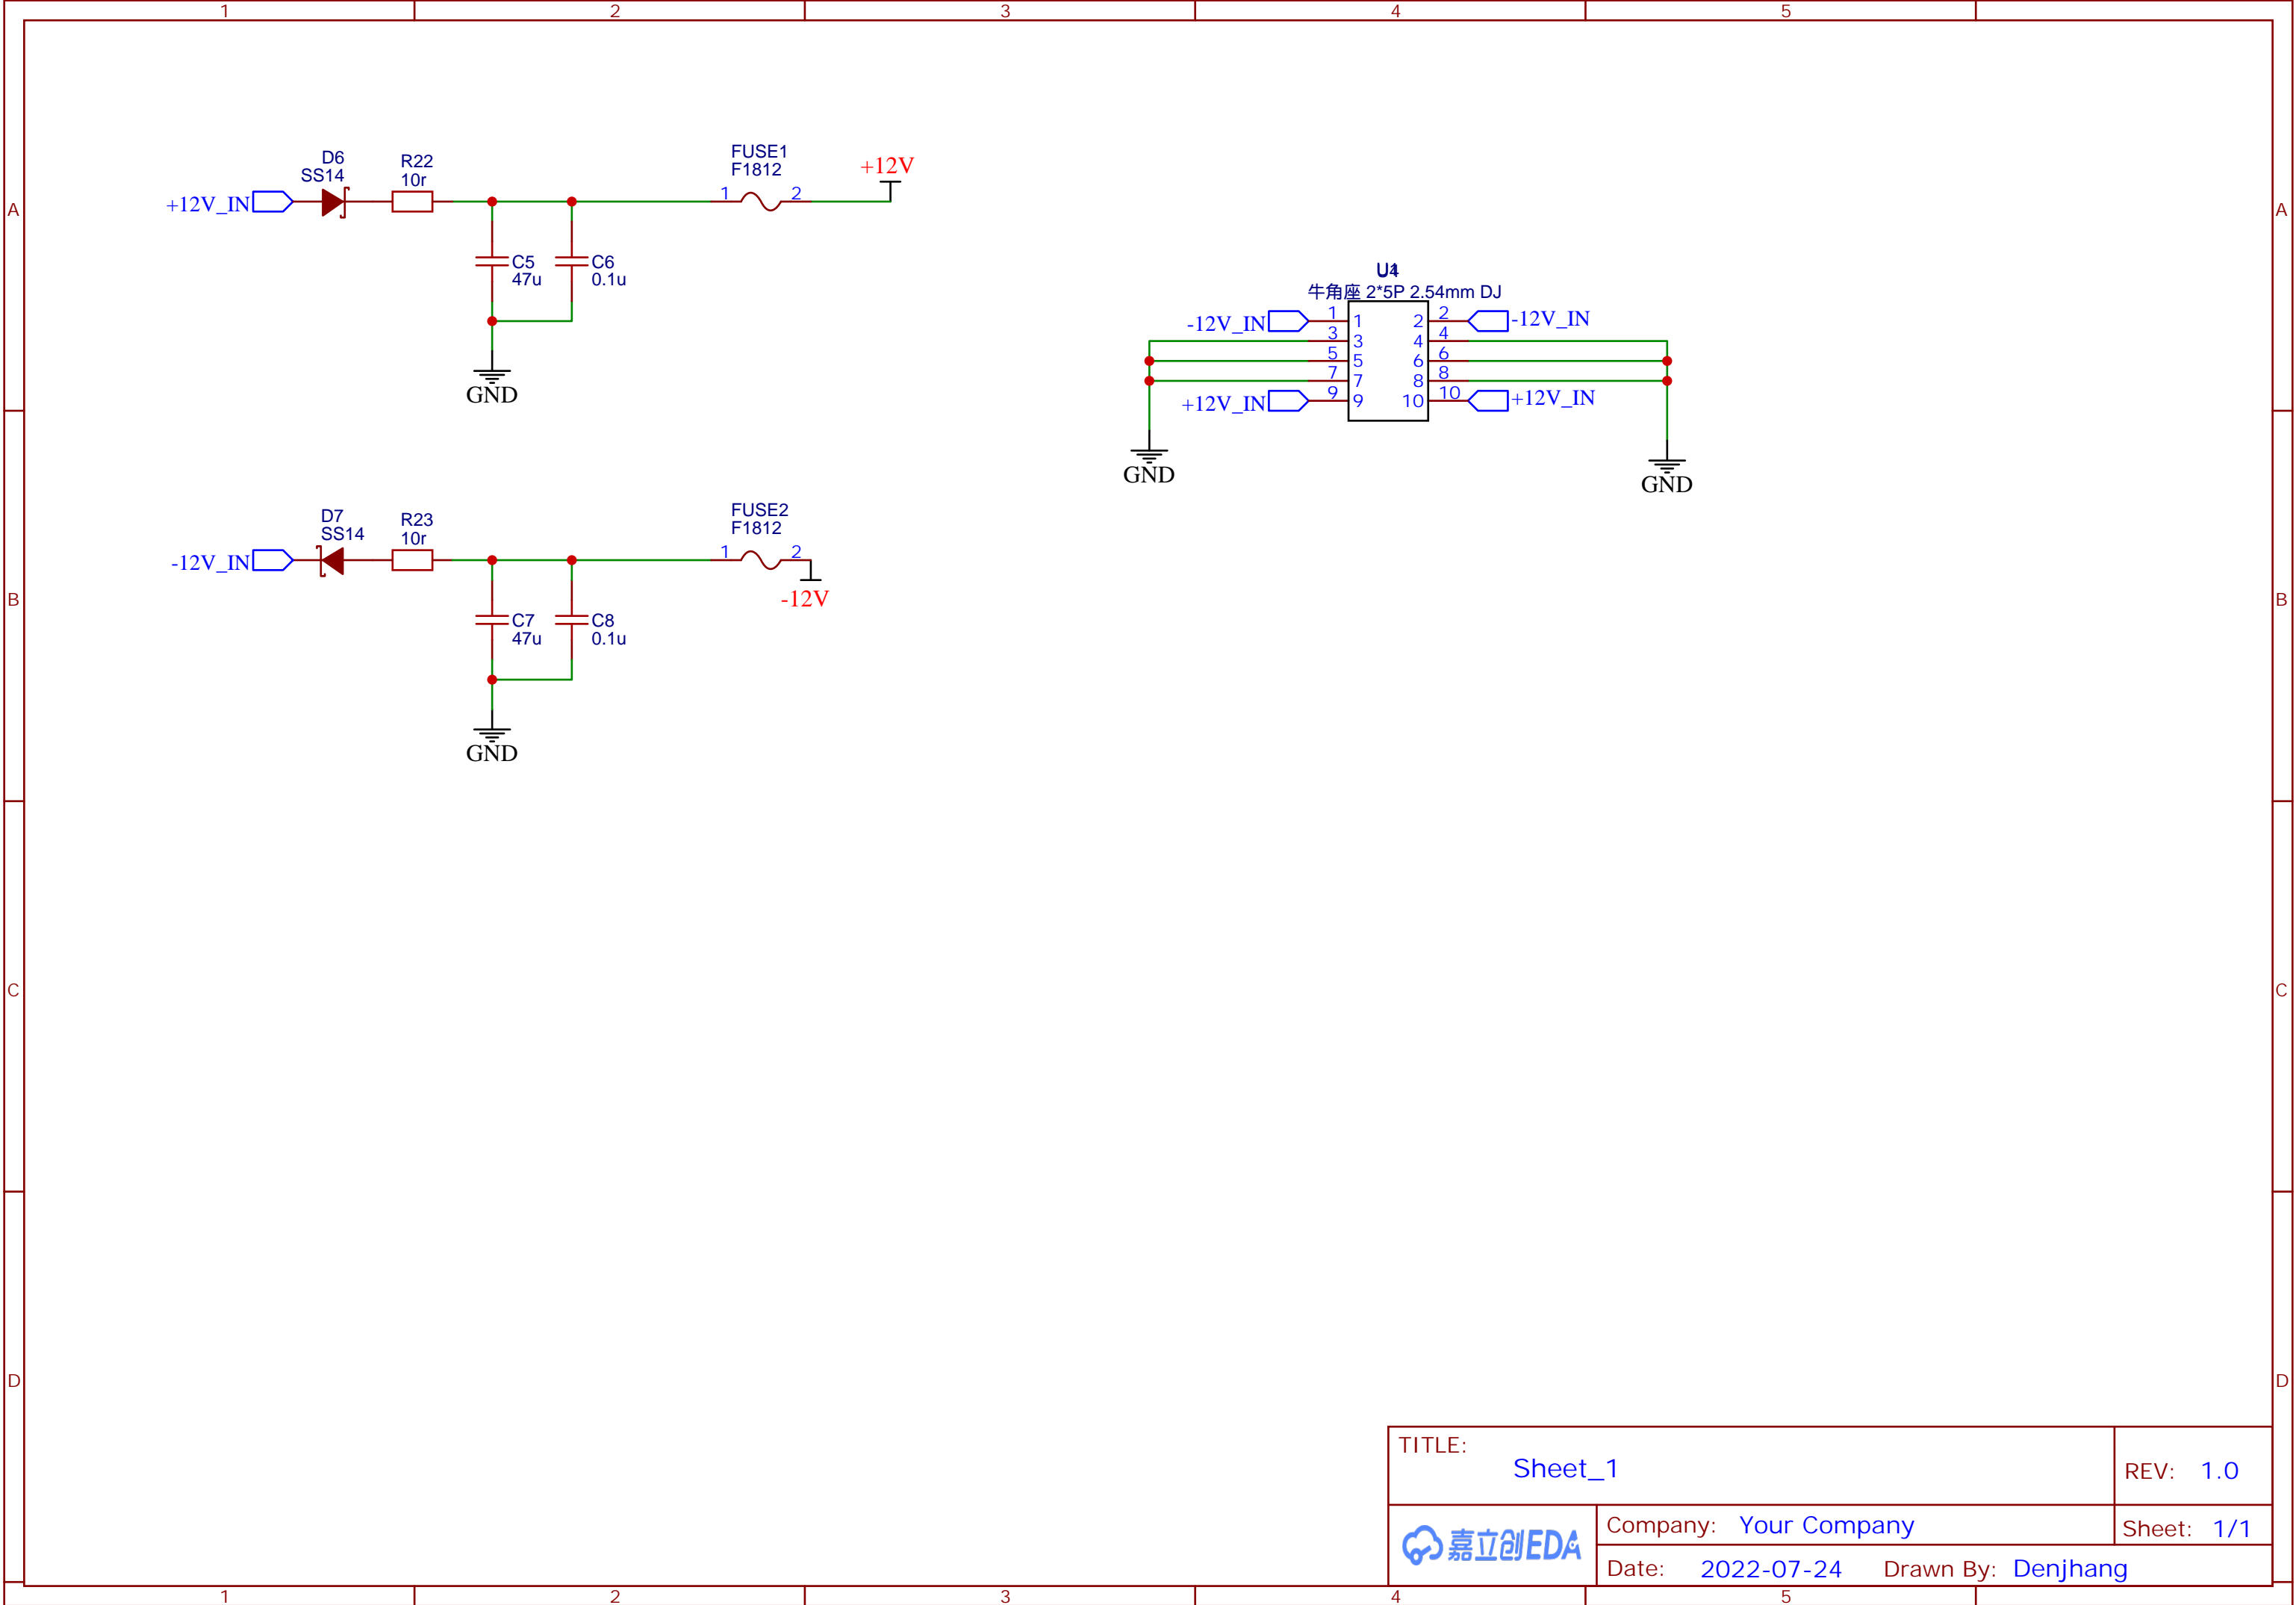 1 2 3 4 5
A A
B B
C C
D D
D6
SS14
R22
10r
FUSE1
F1812
+12V
+12V_IN
1 2
C5
47u
C6
0.1u
GND
牛角座 2*5P 2.54mm DJ
-12V_IN 1 1 2 2 -12V_IN
3 3 4 4
5 5 6 6
7 7 8 8
+12V_IN 9 9 10 10 +12V_IN
GND GND
D7
SS14
R23
10r
FUSE2
F1812
-12V_IN
1 2
-12V
C7
47u
C8
0.1u
GND
TITLE:
Sheet_1
REV: 1.0
嘉立创EDA
Company: Your Company
Sheet: 1/1
Date: 2022-07-24 Drawn By: Denjhang
1 2 3 4 5